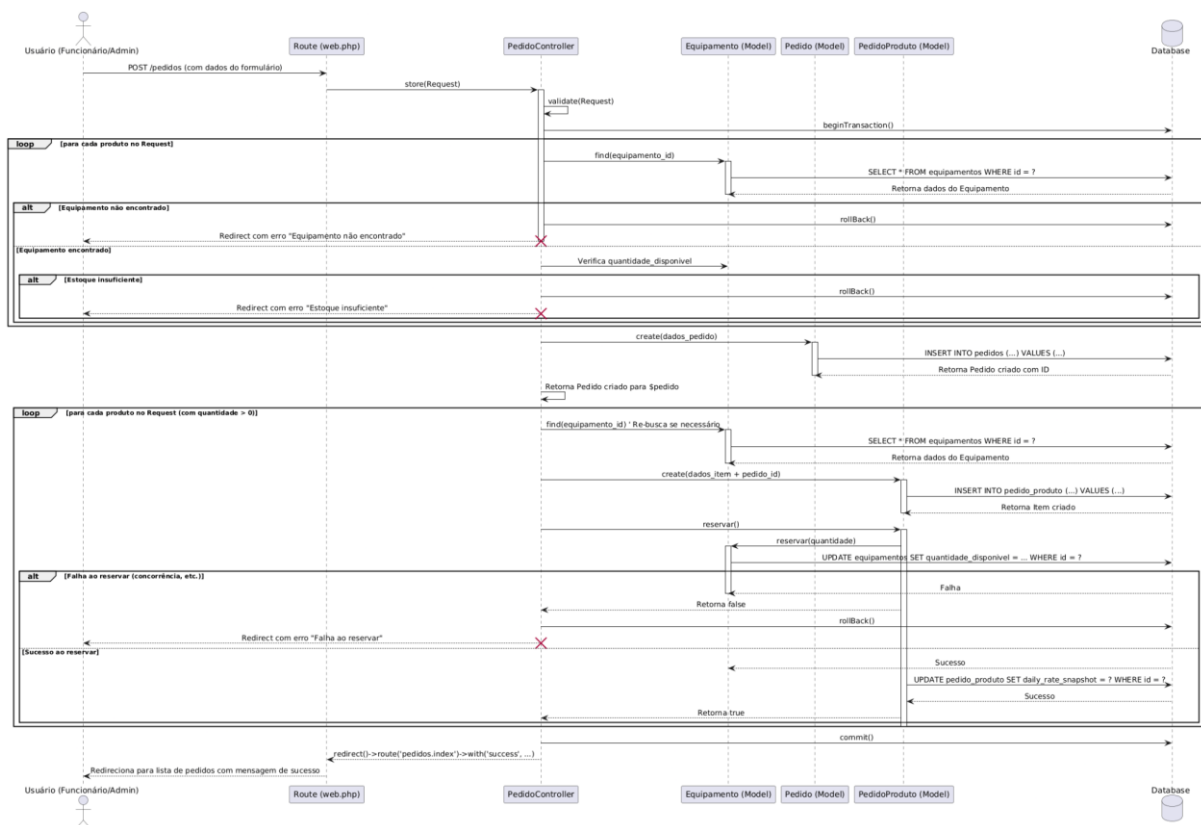 Usuário (Funcionário/Admin)
Route (web.php)
PedidoController
Equipamento (Model)
Pedido (Model)
PedidoProduto (Model)
Database
POST /pedidos (com dados do formulário)
store(Request)
validate(Request)
beginTransaction()
loop [para cada produto no Request]
find(equipamento_id)
SELECT * FROM equipamentos WHERE id = ?
Retorna dados do Equipamento
alt [Equipamento não encontrado]
rollBack()
Redirect com erro "Equipamento não encontrado"
[Equipamento encontrado]
Verifica quantidade_disponivel
alt [Estoque insuficiente]
rollBack()
Redirect com erro "Estoque insuficiente"
create(dados_pedido)
INSERT INTO pedidos (...) VALUES (...)
Retorna Pedido criado com ID
Retorna Pedido criado para $pedido
loop [para cada produto no Request (com quantidade > 0)]
find(equipamento_id) ' Re-busca se necessário
SELECT * FROM equipamentos WHERE id = ?
Retorna dados do Equipamento
create(dados_item + pedido_id)
INSERT INTO pedido_produto (...) VALUES (...)
Retorna Item criado
reservar()
reservar(quantidade)
UPDATE equipamentos SET quantidade_disponivel = ... WHERE id = ?
alt [Falha ao reservar (concorrência, etc.)]
Falha
Retorna false
rollBack()
Redirect com erro "Falha ao reservar"
[Sucesso ao reservar]
Sucesso
UPDATE pedido_produto SET daily_rate_snapshot = ? WHERE id = ?
Sucesso
Retorna true
commit()
redirect()->route('pedidos.index')->with('success', ...)
Redireciona para lista de pedidos com mensagem de sucesso
Usuário (Funcionário/Admin)
Route (web.php)
PedidoController
Equipamento (Model)
Pedido (Model)
PedidoProduto (Model)
Database